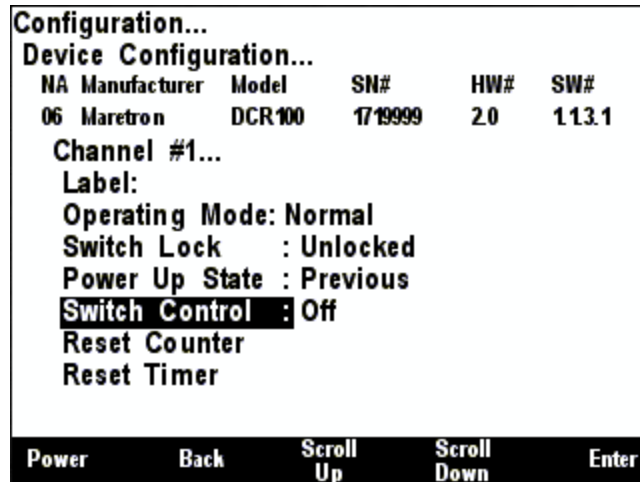 Configuration...
Device Configuration...
NA Manufacturer Model SN# HW# SW#
06 Maretron DCR100 1719999 2.0 1.1.3.1
Channel #1...
Label:
Operating Mode: Normal
Switch Lock : Unlocked
Power Up State : Previous
Switch Control : Off
Reset Counter
Reset Timer
Power Back Scroll Up Scroll Down Enter